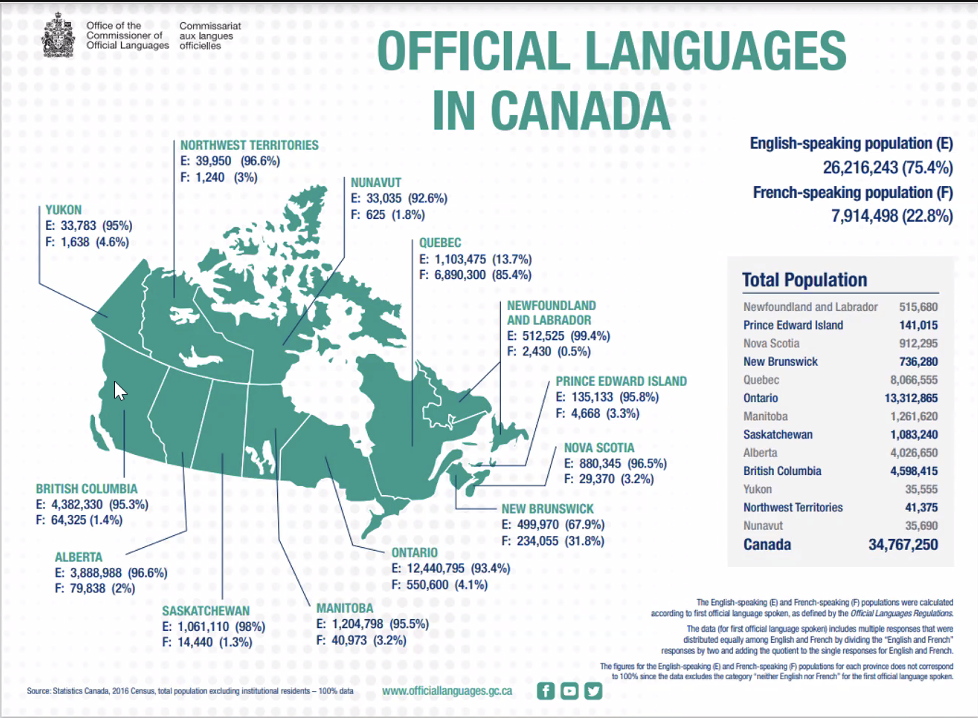 Office of the
Commissioner of
Official Languages
Commissariat
aux langues
officielles
OFFICIAL LANGUAGES
IN CANADA
English-speaking population (E)
26,216,243 (75.4%)
French-speaking population (F)
7,914,498 (22.8%)
NORTHWEST TERRITORIES
E: 39,950 (96.6%)
F: 1,240 (3%)
NUNAVUT
E: 33,035 (92.6%)
F: 625 (1.8%)
YUKON
E: 33,783 (95%)
F: 1,638 (4.6%)
QUEBEC
E: 1,103,475 (13.7%)
F: 6,890,300 (85.4%)
NEWFOUNDLAND
AND LABRADOR
E: 512,525 (99.4%)
F: 2,430 (0.5%)
PRINCE EDWARD ISLAND
E: 135,133 (95.8%)
F: 4,668 (3.3%)
NOVA SCOTIA
E: 880,345 (96.5%)
F: 29,370 (3.2%)
NEW BRUNSWICK
E: 499,970 (67.9%)
F: 234,055 (31.8%)
BRITISH COLUMBIA
E: 4,382,330 (95.3%)
F: 64,325 (1.4%)
ALBERTA
E: 3,888,988 (96.6%)
F: 79,838 (2%)
ONTARIO
E: 12,440,795 (93.4%)
F: 550,600 (4.1%)
SASKATCHEWAN
E: 1,061,110 (98%)
F: 14,440 (1.3%)
MANITOBA
E: 1,204,798 (95.5%)
F: 40,973 (3.2%)
Total Population
Newfoundland and Labrador 515,680
Prince Edward Island 141,015
Nova Scotia 912,295
New Brunswick 736,280
Quebec 8,066,555
Ontario 13,312,865
Manitoba 1,261,620
Saskatchewan 1,083,240
Alberta 4,026,650
British Columbia 4,598,415
Yukon 35,555
Northwest Territories 41,375
Nunavut 35,690
Canada 34,767,250
The English-speaking (E) and French-speaking (F) populations were calculated
according to first official language spoken, as defined by the Official Languages Regulations.
The data (for first official language spoken) includes multiple responses that were
distributed equally among English and French by dividing the "English and French"
responses by two and adding the quotient to the single responses for English and French.
The figures for the English-speaking (E) and French-speaking (F) populations for each province does not correspond
to 100% since the data excludes the category "neither English nor French" for the first official language spoken.
Source: Statistics Canada, 2016 Census, total population excluding institutional residents – 100% data
www.officiallanguages.gc.ca